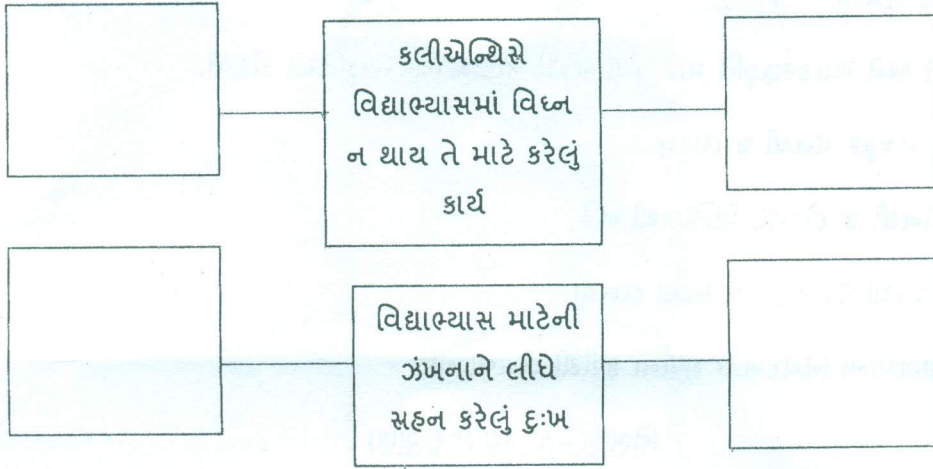 કલીએન્થિસે
વિદ્યાભ્યાસમાં વિઘ્ન
ન થાય તે માટે કરેલું
કાર્ય
વિદ્યાભ્યાસ માટેની
ઝંખનાને લીધે
સહન કરેલું દુઃખ